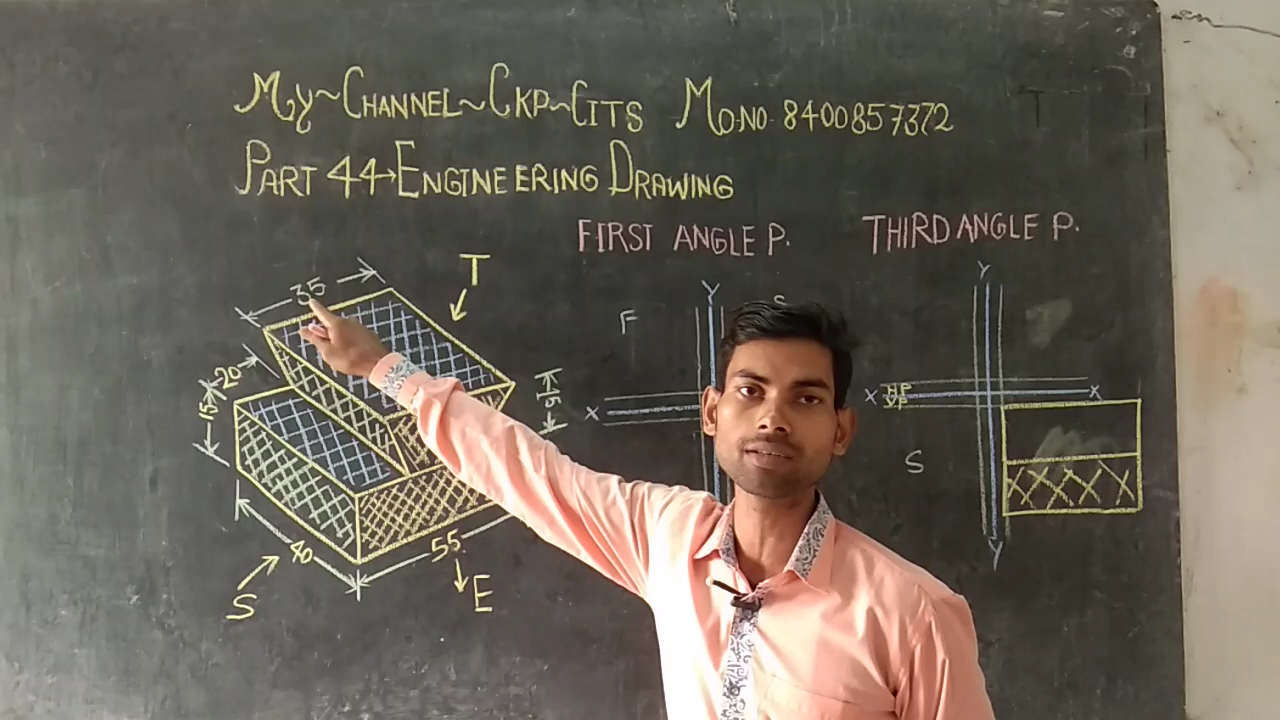 My~CHANNEL~CKP~CITS MO.NO. 8400857372
PART 44→ENGINEERING DRAWING
FIRST ANGLE P.
THIRD ANGLE P.
35
T
20
15
15
40
55
S
E
F
S
Y
X
Y
X
HP
VP
X
S
Y